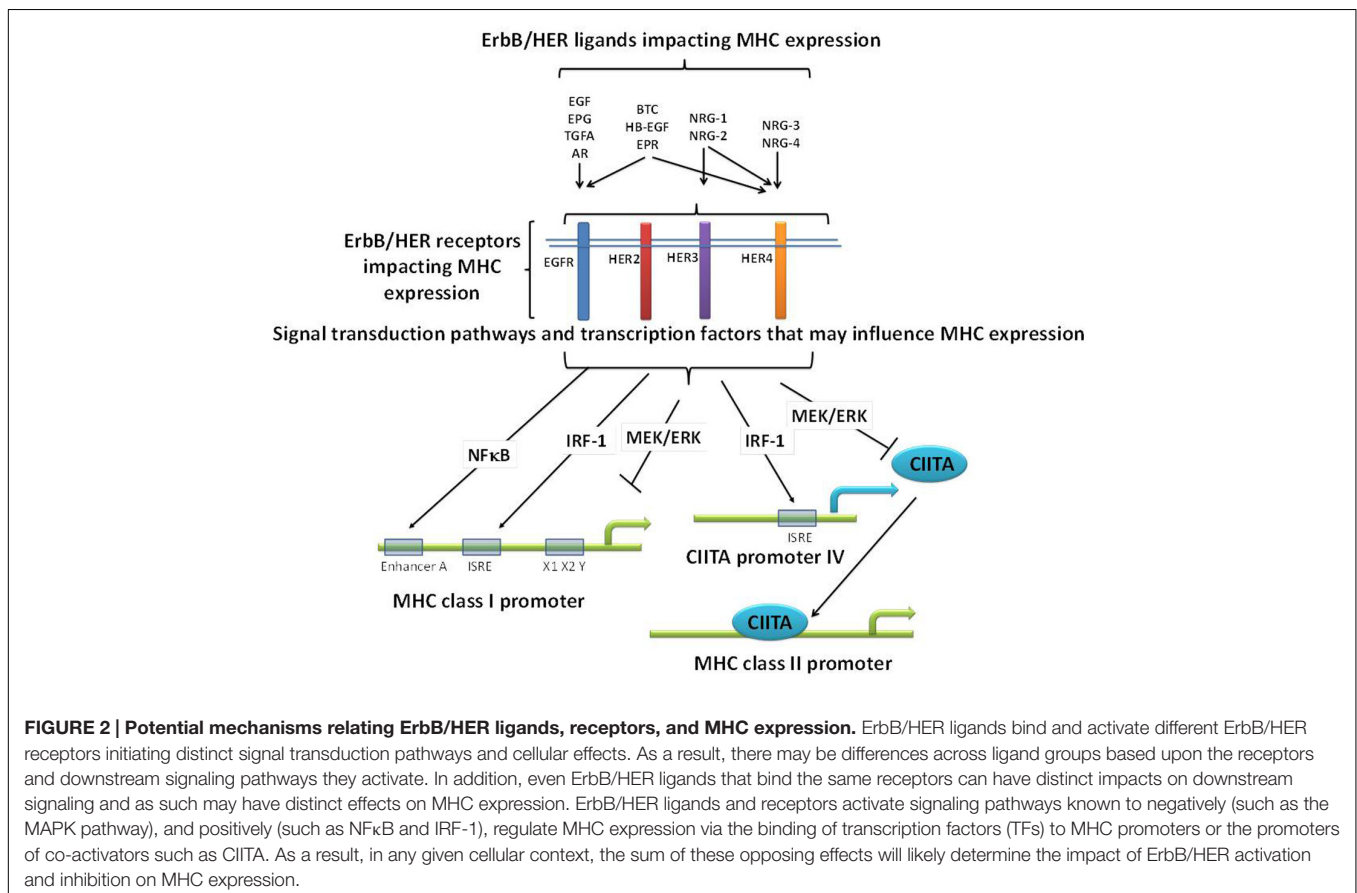 ErbB/HER ligands impacting MHC expression
EGF
EPG
TGFA
AR
BTC
HB-EGF
EPR
NRG-1
NRG-2
NRG-3
NRG-4
ErbB/HER receptors
impacting MHC
expression
EGFR
HER2
HER3
HER4
Signal transduction pathways and transcription factors that may influence MHC expression
NFκB
IRF-1
MEK/ERK
IRF-1
MEK/ERK
CIITA
Enhancer A
ISRE
X1 X2 Y
MHC class I promoter
ISRE
CIITA promoter IV
CIITA
MHC class II promoter
FIGURE 2 | Potential mechanisms relating ErbB/HER ligands, receptors, and MHC expression. ErbB/HER ligands bind and activate different ErbB/HER
receptors initiating distinct signal transduction pathways and cellular effects. As a result, there may be differences across ligand groups based upon the receptors
and downstream signaling pathways they activate. In addition, even ErbB/HER ligands that bind the same receptors can have distinct impacts on downstream
signaling and as such may have distinct effects on MHC expression. ErbB/HER ligands and receptors activate signaling pathways known to negatively (such as the
MAPK pathway), and positively (such as NFκB and IRF-1), regulate MHC expression via the binding of transcription factors (TFs) to MHC promoters or the promoters
of co-activators such as CIITA. As a result, in any given cellular context, the sum of these opposing effects will likely determine the impact of ErbB/HER activation
and inhibition on MHC expression.